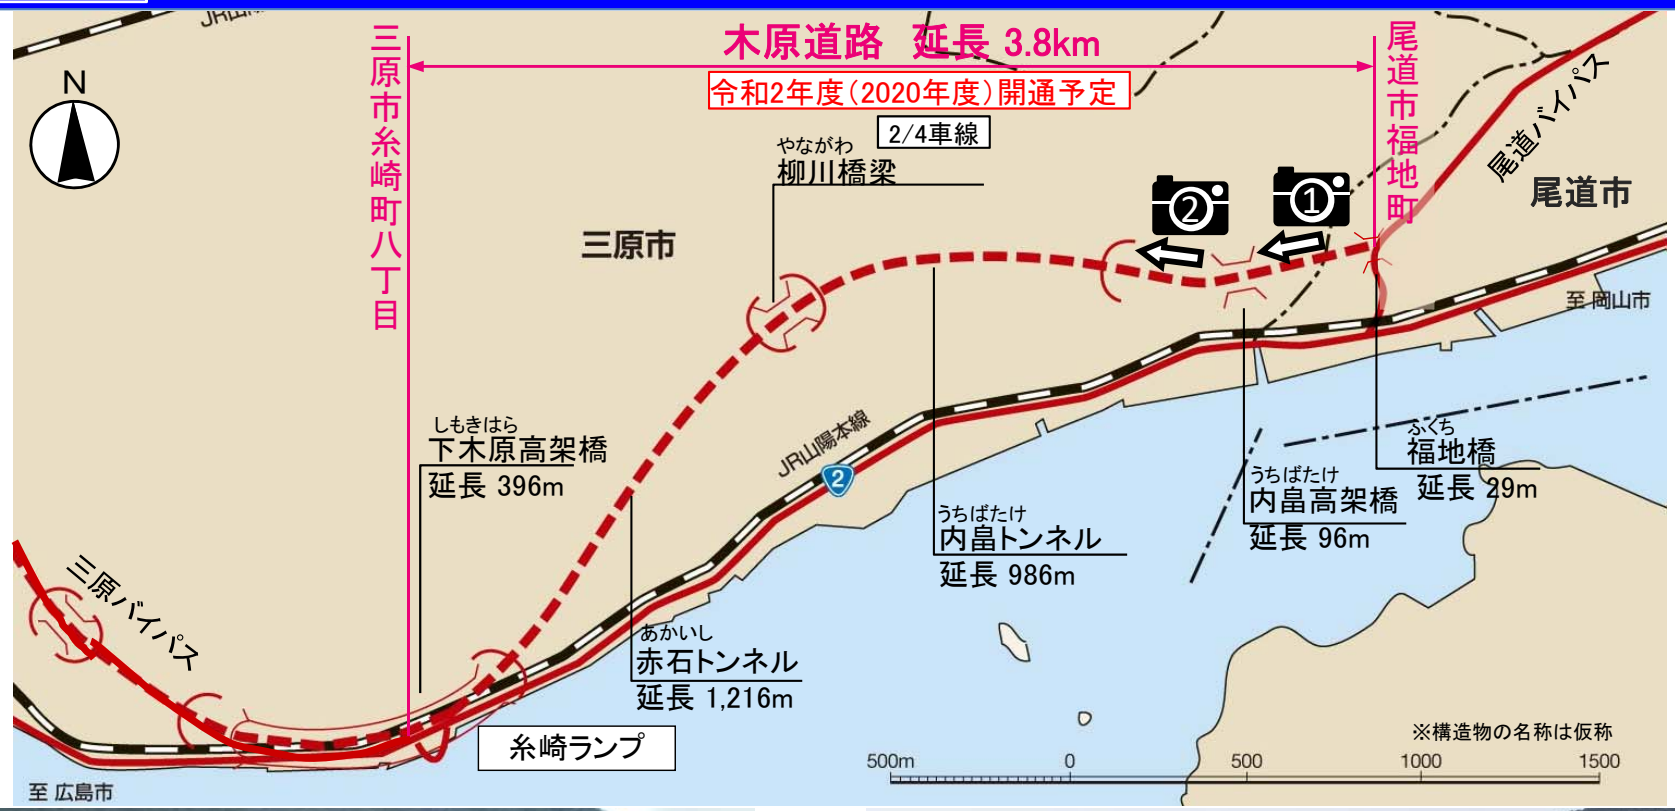 JR山
木原道路 延長 3.8km
令和2年度(2020年度)開通予定
2/4車線
三原市糸崎町八丁目
尾道市福地町
N
やながわ
柳川橋梁
②
①
尾道バイパス
尾道市
三原市
至 岡山市
しもきはら
下木原高架橋
延長 396m
JR山陽本線
2
うちばたけ
内畠トンネル
延長 986m
うちばたけ
内畠高架橋
延長 96m
ふくち
福地橋
延長 29m
三原バイパス
あかいし
赤石トンネル
延長 1,216m
糸崎ランプ
※構造物の名称は仮称
500m 0 500 1000 1500
至 広島市